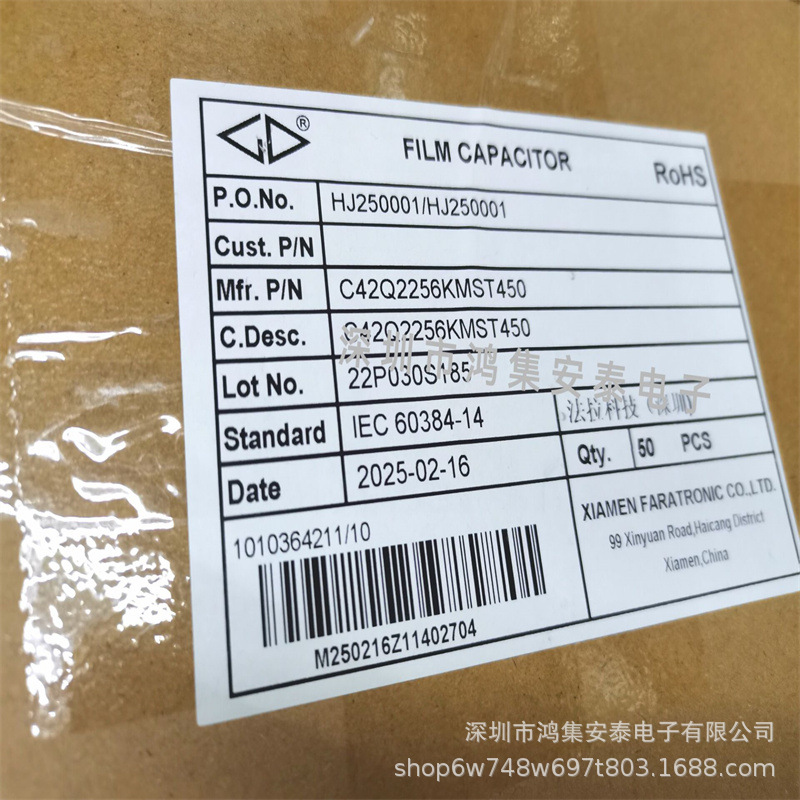 ®
FILM CAPACITOR
RoHS
P.O.No. HJ250001/HJ250001
Cust. P/N
Mfr. P/N C42Q2256KMST450
C.Desc. C42Q2256KMST450
深圳市鸿集安泰电子
Lot No. 22P030S185
Standard IEC 60384-14 法拉科技 深圳
Date 2025-02-16 Qty. 50 PCS
1010364211/10
M250216Z11402704
XIAMEN FARATRONIC CO.,LTD.
99 Xinyuan Road,Haicang District
Xiamen,China
深圳市鸿集安泰电子有限公司
shop6w748w697t803.1688.com